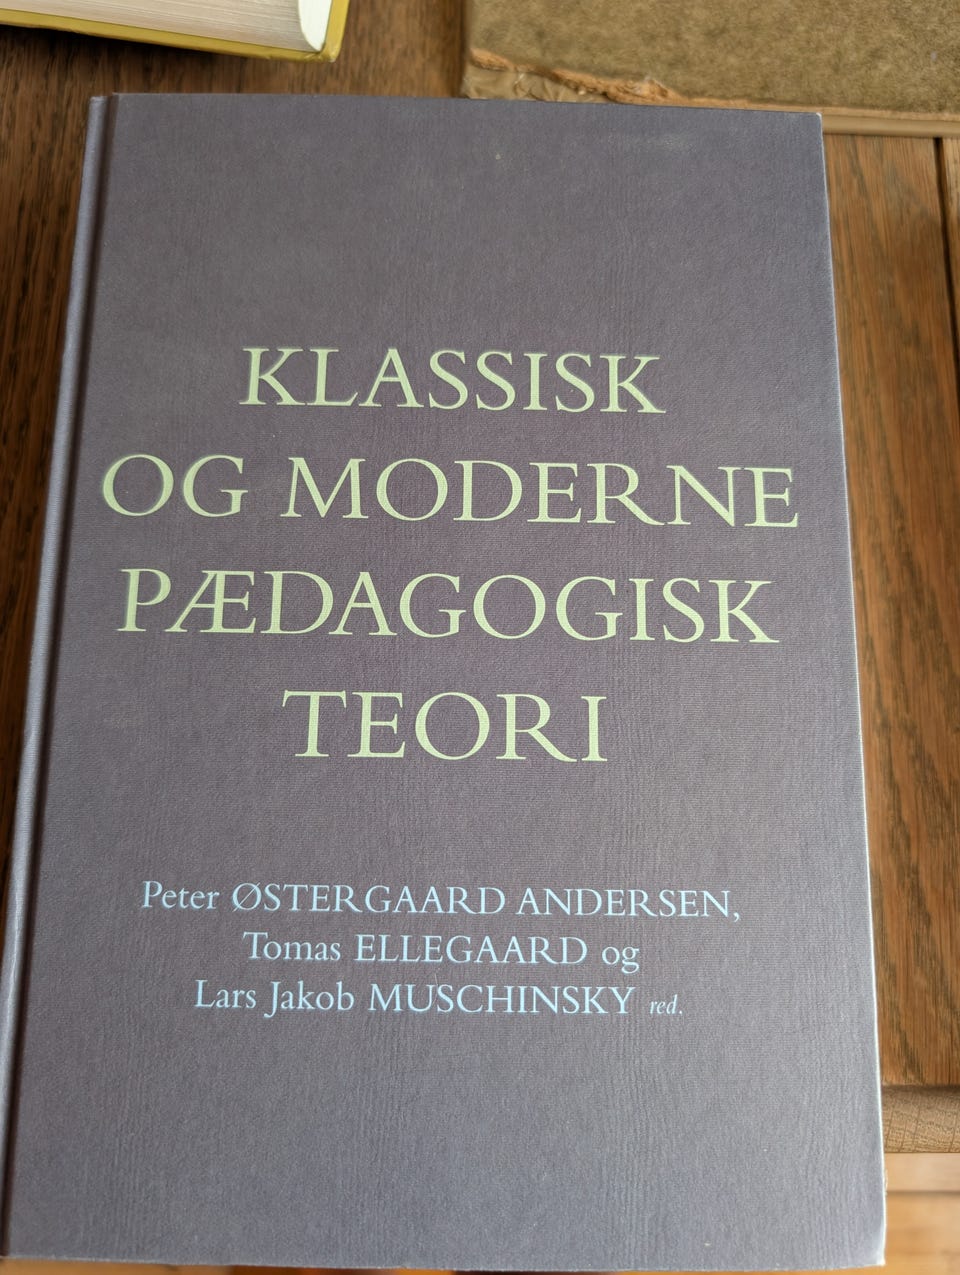 KLASSISK
OG MODERNE
PÆDAGOGISK
TEORI
Peter ØSTERGAARD ANDERSEN,
Tomas ELLEGAARD og
Lars Jakob MUSCHINSKY red.